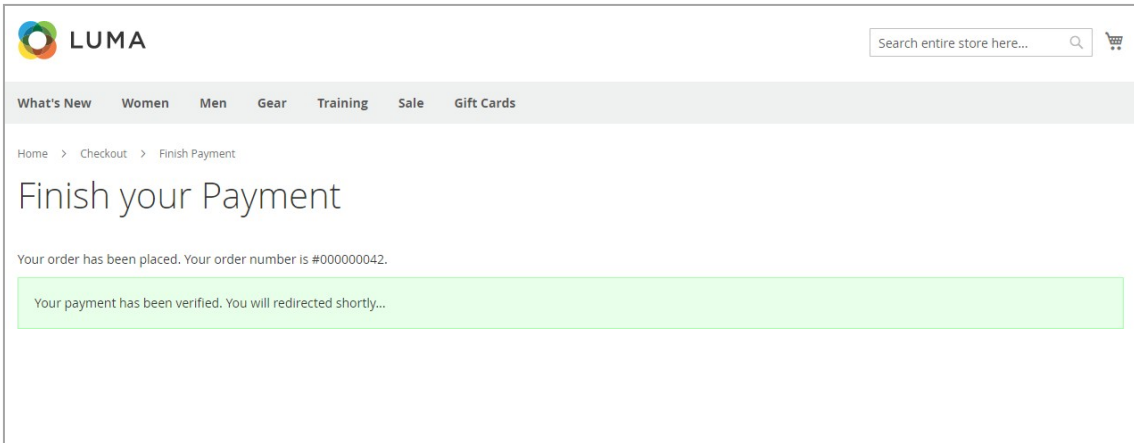 LUMA
Search entire store here...
What's New Women Men Gear Training Sale Gift Cards
Home > Checkout > Finish Payment
Finish your Payment
Your order has been placed. Your order number is #000000042.
Your payment has been verified. You will redirected shortly...